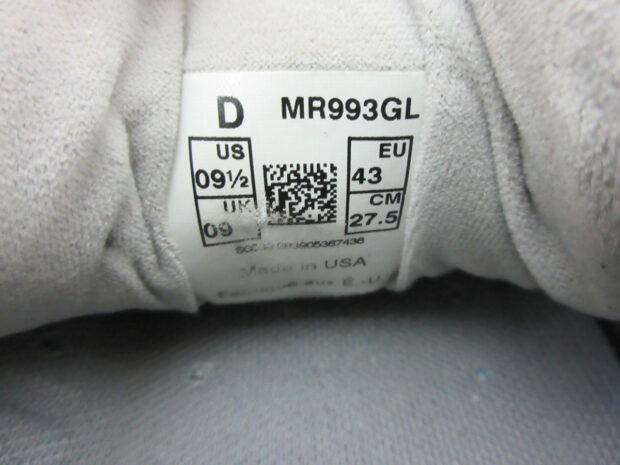 D MR993GL
US
09½
UK
09
EU
43
CM
27.5
Made in USA